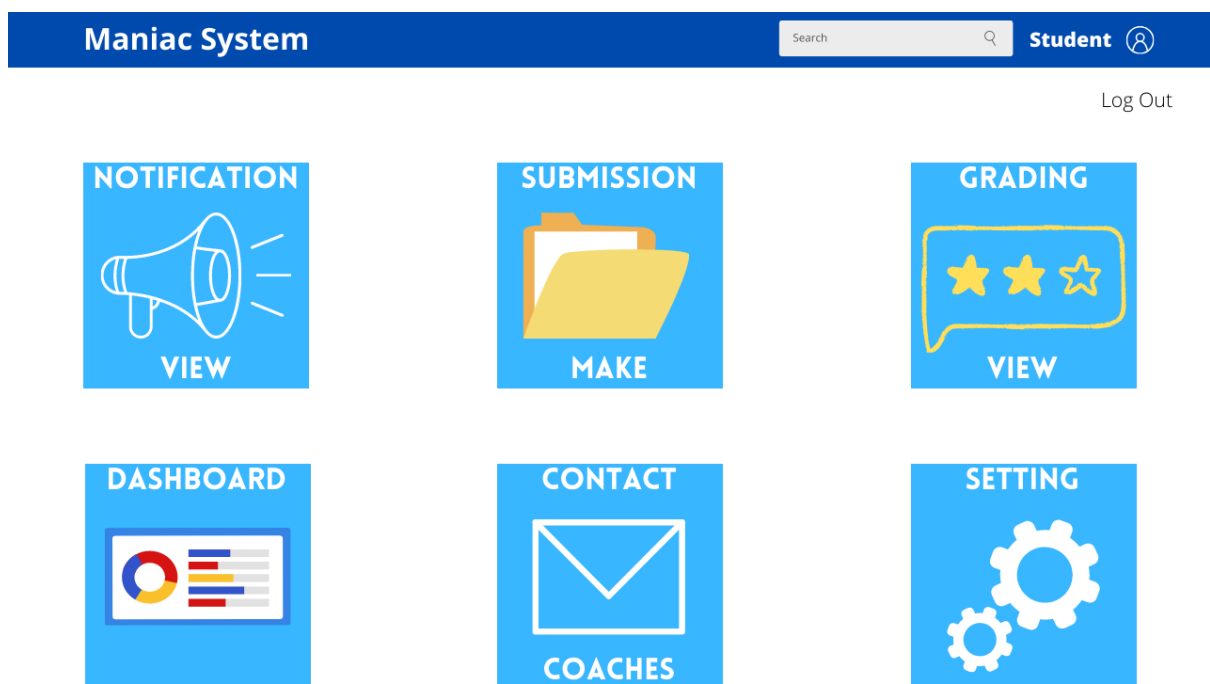 Maniac System
Search
Student
Log Out
NOTIFICATION
VIEW
SUBMISSION
MAKE
GRADING
VIEW
DASHBOARD
CONTACT
COACHES
SETTING